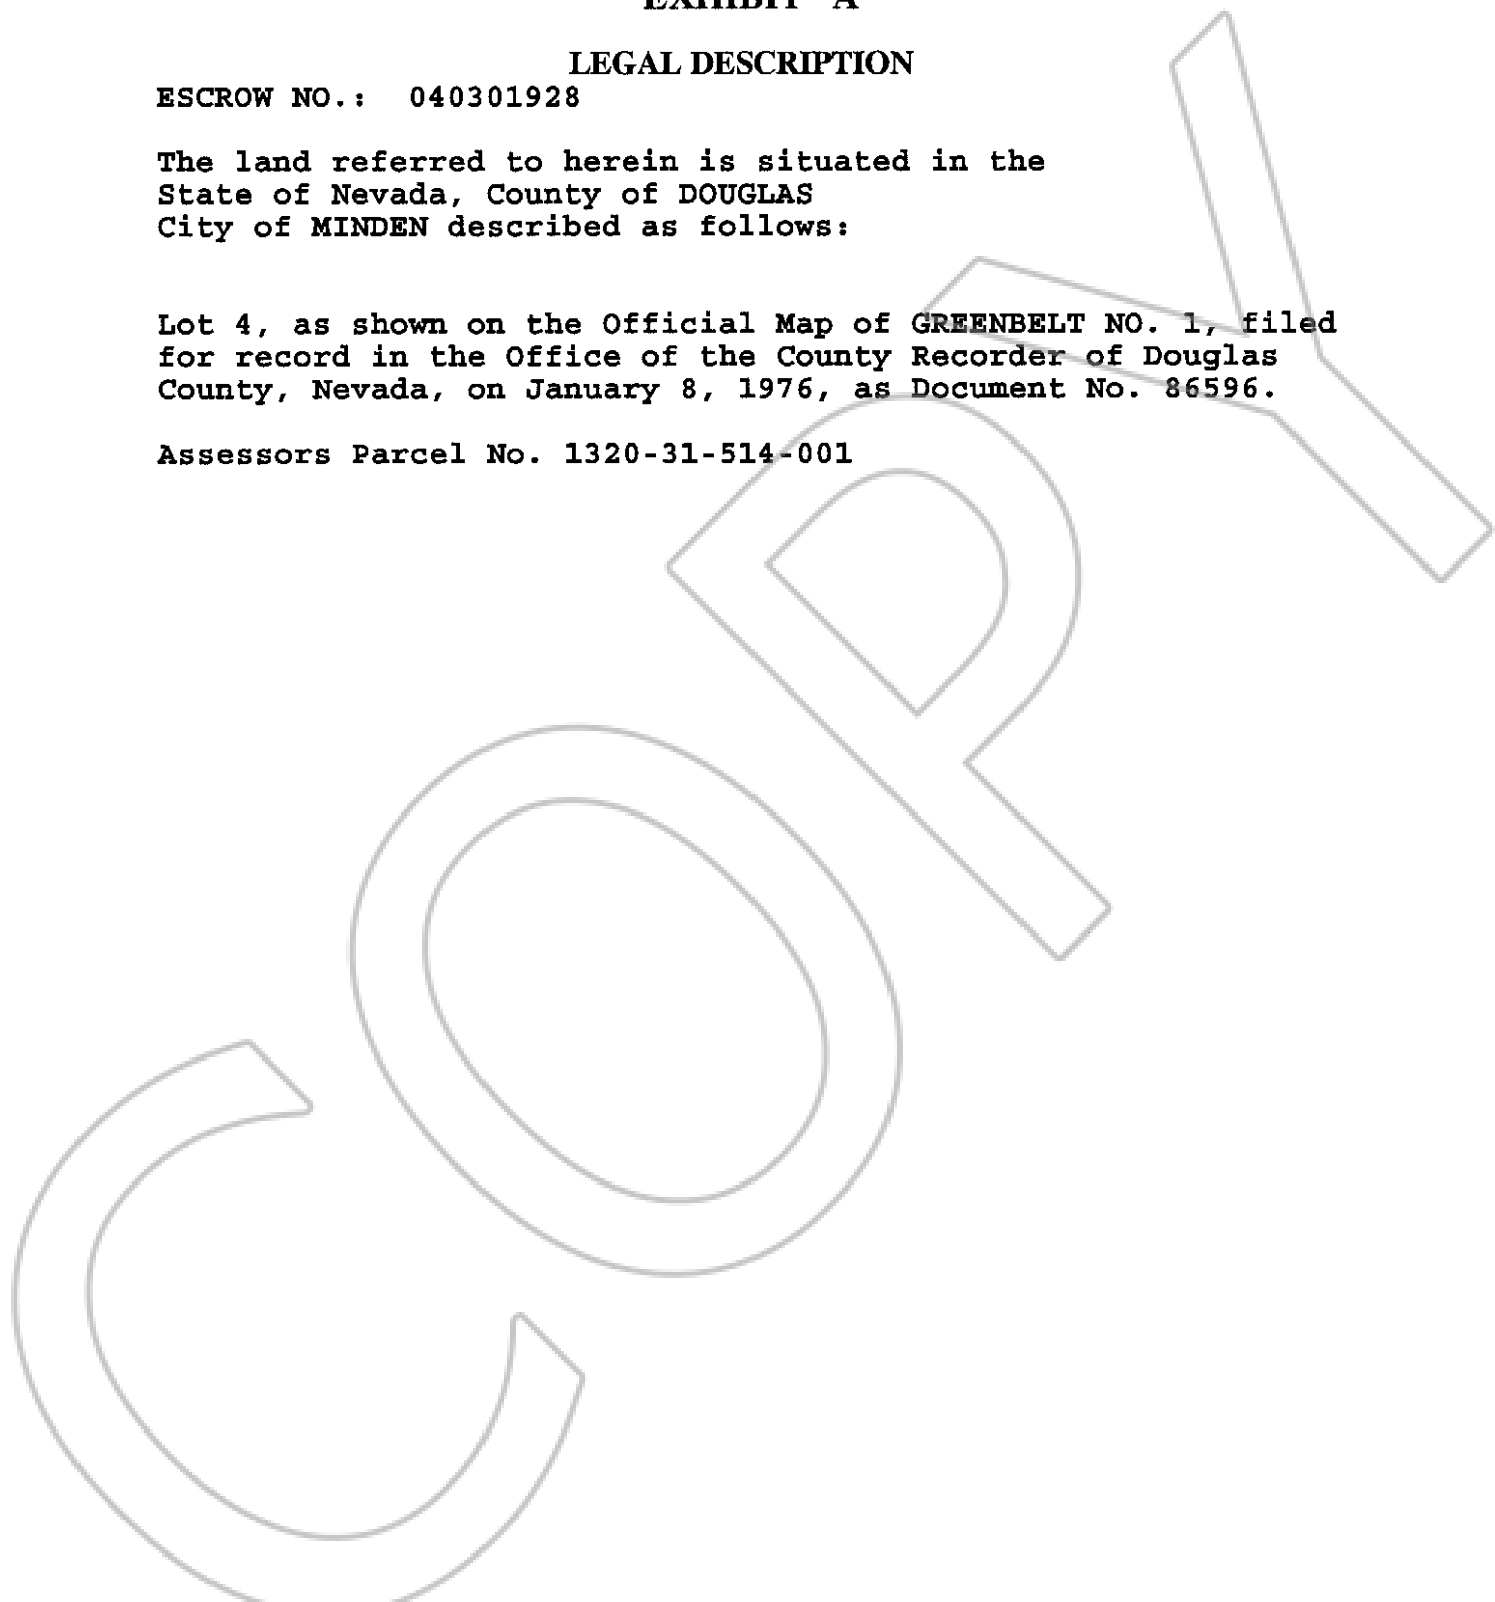 EXHIBIT "A"
LEGAL DESCRIPTION
ESCROW NO.: 040301928
The land referred to herein is situated in the
State of Nevada, County of DOUGLAS
City of MINDEN described as follows:
Lot 4, as shown on the Official Map of GREENBELT NO. 1, filed
for record in the Office of the County Recorder of Douglas
County, Nevada, on January 8, 1976, as Document No. 86596.
Assessors Parcel No. 1320-31-514-001
COPY